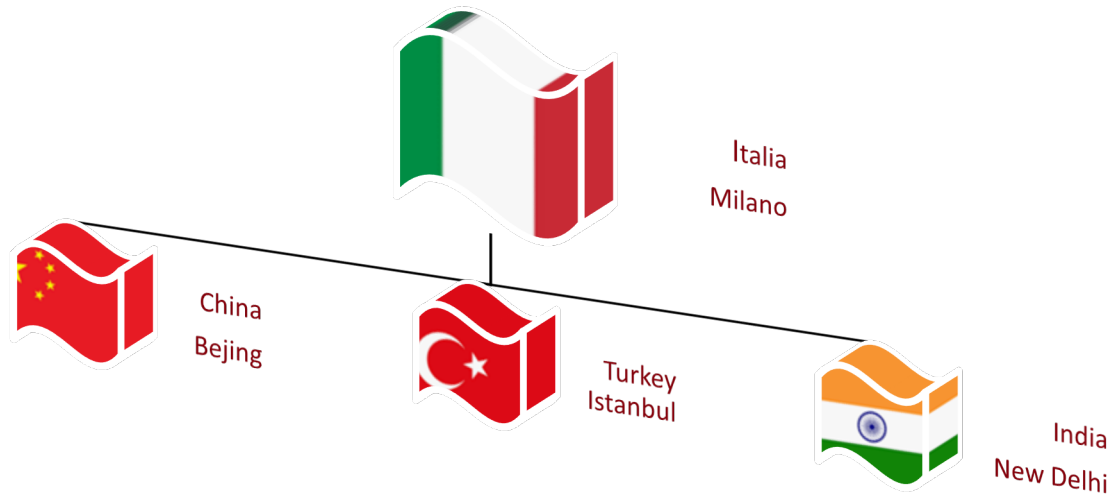 Italia
Milano
China
Bejing
Turkey
Istanbul
India
New Delhi